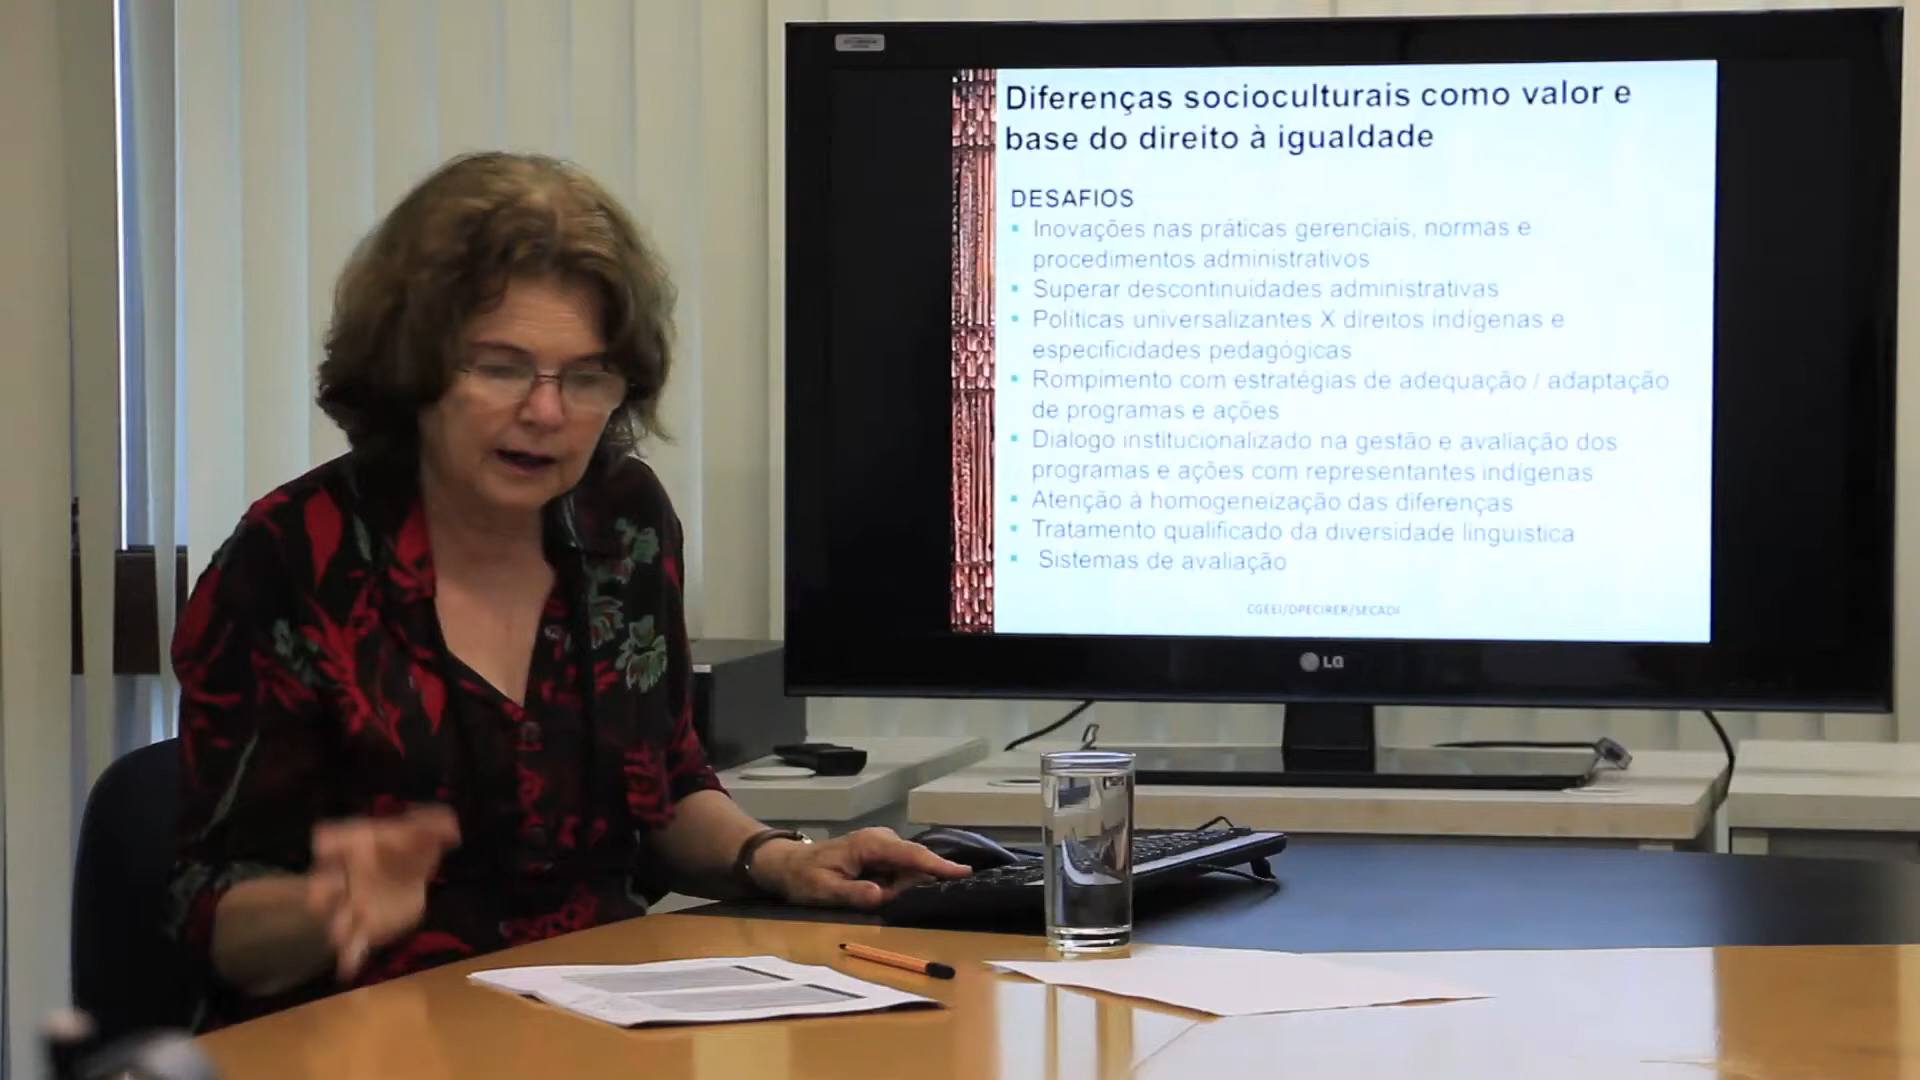 Diferenças socioculturais como valor e
base do direito à igualdade
DESAFIOS
Inovações nas práticas gerenciais, normas e
procedimentos administrativos
Superar descontinuidades administrativas
Políticas universalizantes X direitos indígenas e
especificidades pedagógicas
Rompimento com estratégias de adequação / adaptação
de programas e ações
Diálogo institucionalizado na gestão e avaliação dos
programas e ações com representantes indígenas
Atenção à homogeneização das diferenças
Tratamento qualificado da diversidade linguística
Sistemas de avaliação
CGEEI/DPECIRER/SECADI
LG